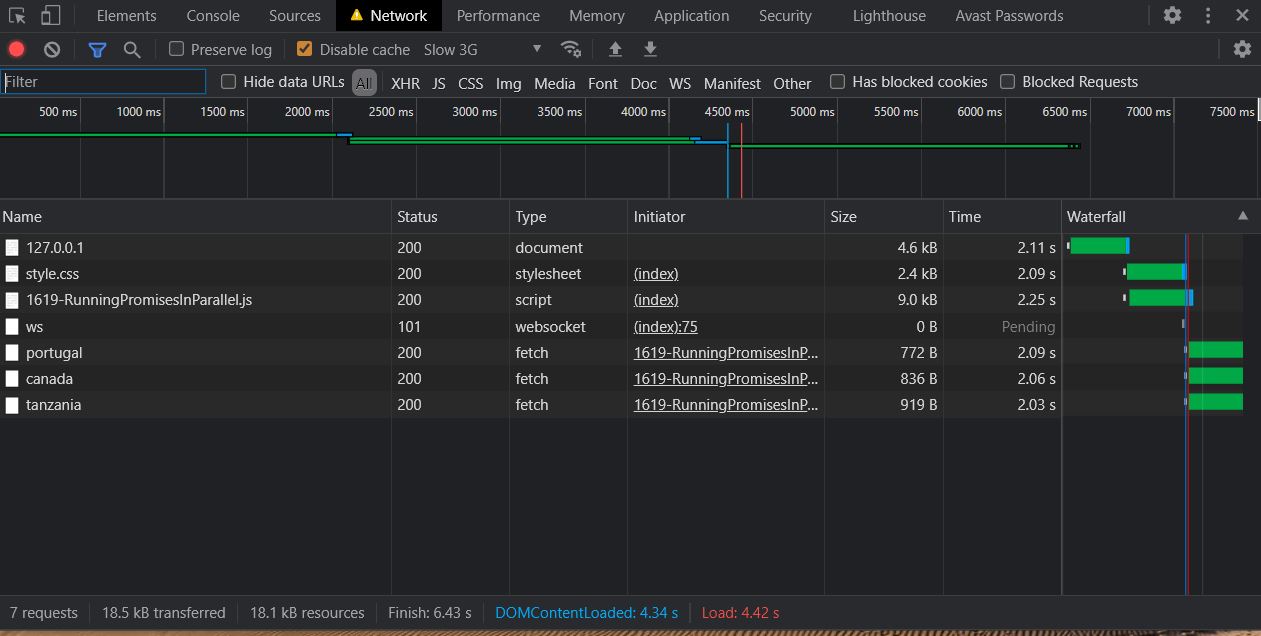 Elements Console Sources Network Performance Memory Application Security Lighthouse Avast Passwords
Preserve log Disable cache Slow 3G
Filter Hide data URLs All XHR JS CSS Img Media Font Doc WS Manifest Other Has blocked cookies Blocked Requests
500 ms 1000 ms 1500 ms 2000 ms 2500 ms 3000 ms 3500 ms 4000 ms 4500 ms 5000 ms 5500 ms 6000 ms 6500 ms 7000 ms 7500 ms
Name Status Type Initiator Size Time Waterfall
127.0.0.1 200 document 4.6 kB 2.11 s
style.css 200 stylesheet (index) 2.4 kB 2.09 s
1619-RunningPromisesInParallel.js 200 script (index) 9.0 kB 2.25 s
ws 101 websocket (index):75 0 B Pending
portugal 200 fetch 1619-RunningPromisesInP... 772 B 2.09 s
canada 200 fetch 1619-RunningPromisesInP... 836 B 2.06 s
tanzania 200 fetch 1619-RunningPromisesInP... 919 B 2.03 s
7 requests 18.5 kB transferred 18.1 kB resources Finish: 6.43 s DOMContentLoaded: 4.34 s Load: 4.42 s